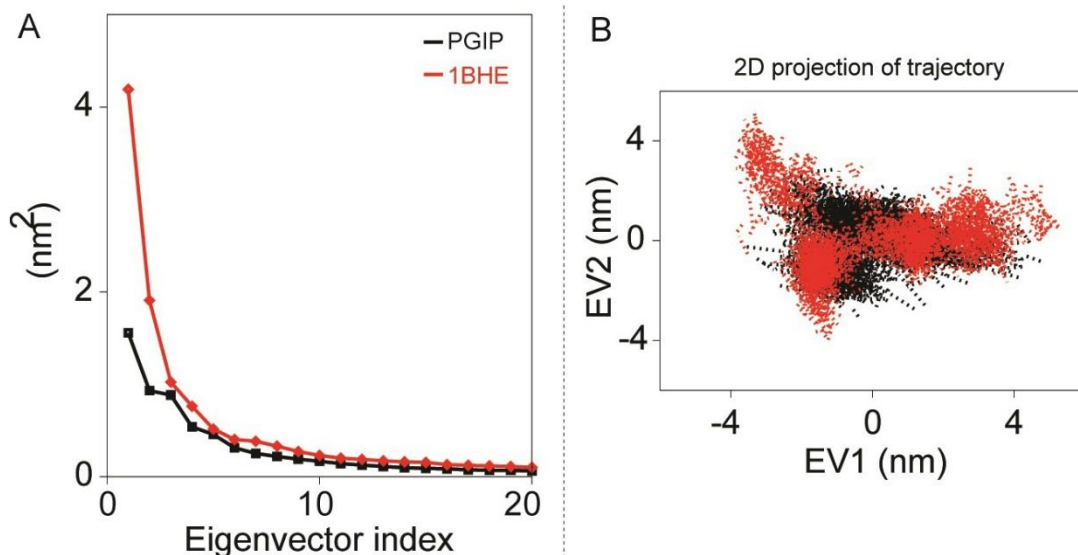 A
PGIP
1BHE
4
2
0
(nm²)
0
10
20
Eigenvector index
B
2D projection of trajectory
4
0
-4
EV2 (nm)
-4
0
4
EV1 (nm)